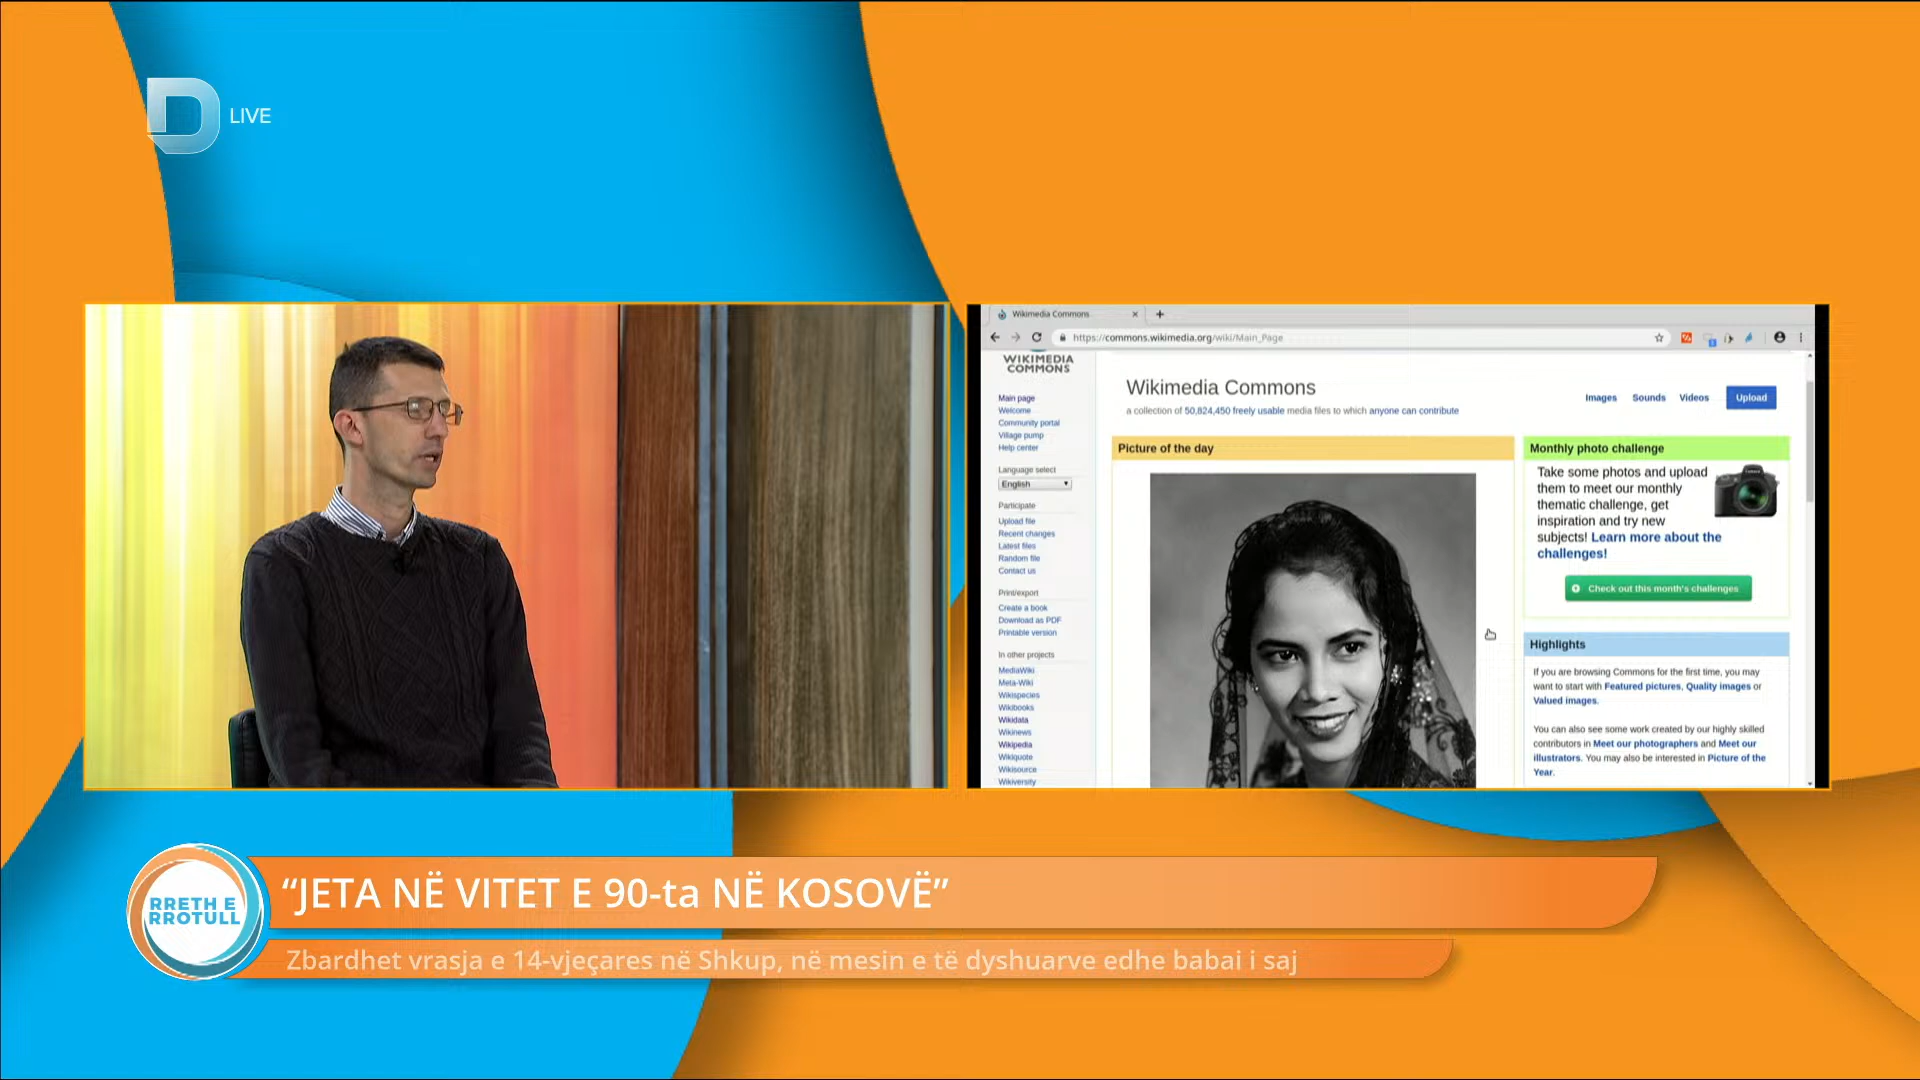 LIVE
Wikimedia Commons
https://commons.wikimedia.org/wiki/Main_Page
WIKIMEDIA
COMMONS
Main page
Welcome
Community portal
Village pump
Help center
Language select
English
Participate
Upload file
Recent changes
Latest files
Random file
Contact us
Print/export
Create a book
Download as PDF
Printable version
In other projects
MediaWiki
Meta-Wiki
Wikispecies
Wikibooks
Wikidata
Wikinews
Wikipedia
Wikiquote
Wikisource
Wikiversity
Wikimedia Commons
a collection of 50,824,450 freely usable media files to which anyone can contribute
Images Sounds Videos Upload
Picture of the day
Monthly photo challenge
Take some photos and upload
them to meet our monthly
thematic challenge, get
inspiration and try new
subjects! Learn more about the
challenges!
Check out this month's challenges
Highlights
If you are browsing Commons for the first time, you may
want to start with Featured pictures, Quality images or
Valued images.
You can also see some work created by our highly skilled
contributors in Meet our photographers and Meet our
illustrators. You may also be interested in Picture of the
Year.
RRETH E
RROTULL
“JETA NË VITET E 90-ta NË KOSOVË”
Zbardhet vrasja e 14-vjeçares në Shkup, në mesin e të dyshuarve edhe babai i saj